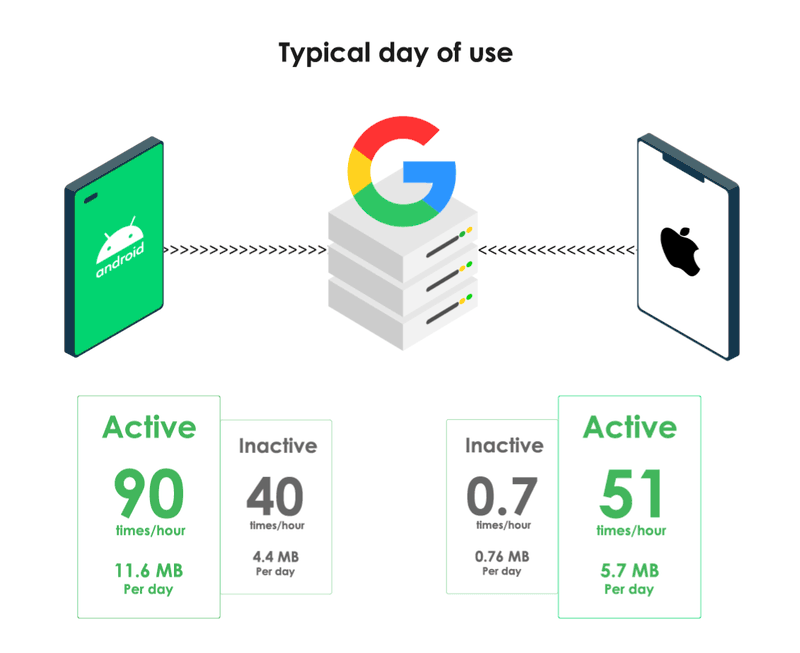 Typical day of use
android
Active
90
times/hour
11.6 MB
Per day
Inactive
40
times/hour
4.4 MB
Per day
Inactive
0.7
times/hour
0.76 MB
Per day
Active
51
times/hour
5.7 MB
Per day